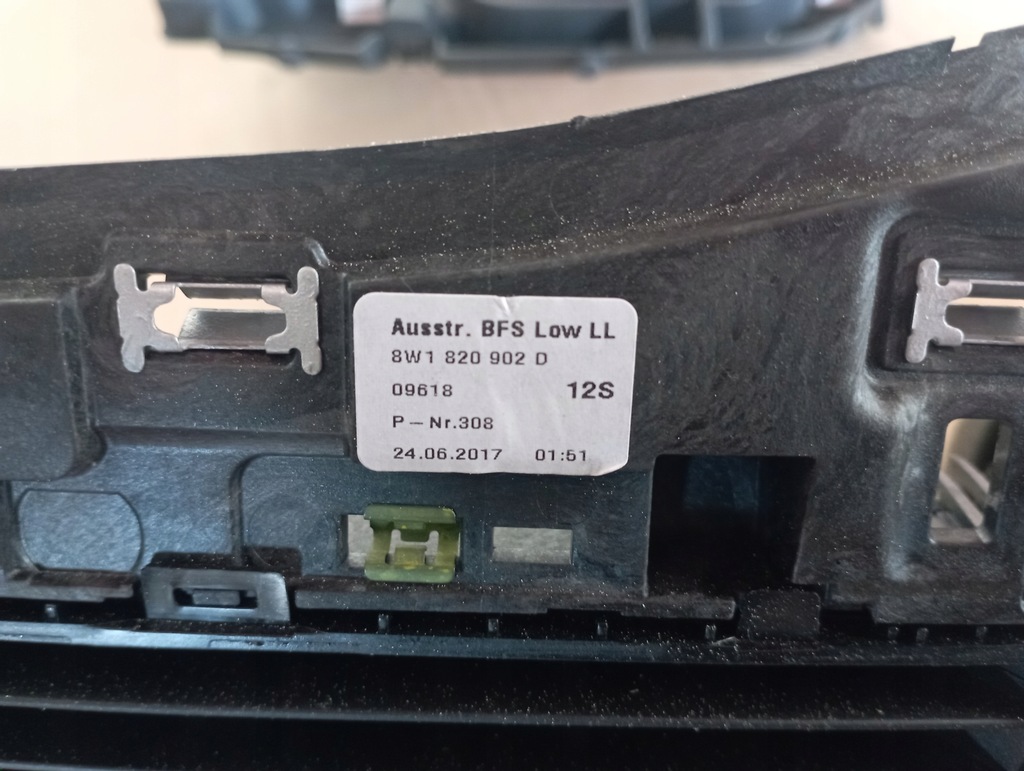 Ausstr. BFS Low LL
8W1 820 902 D
09618 12S
P-Nr.308
24.06.2017 01:51